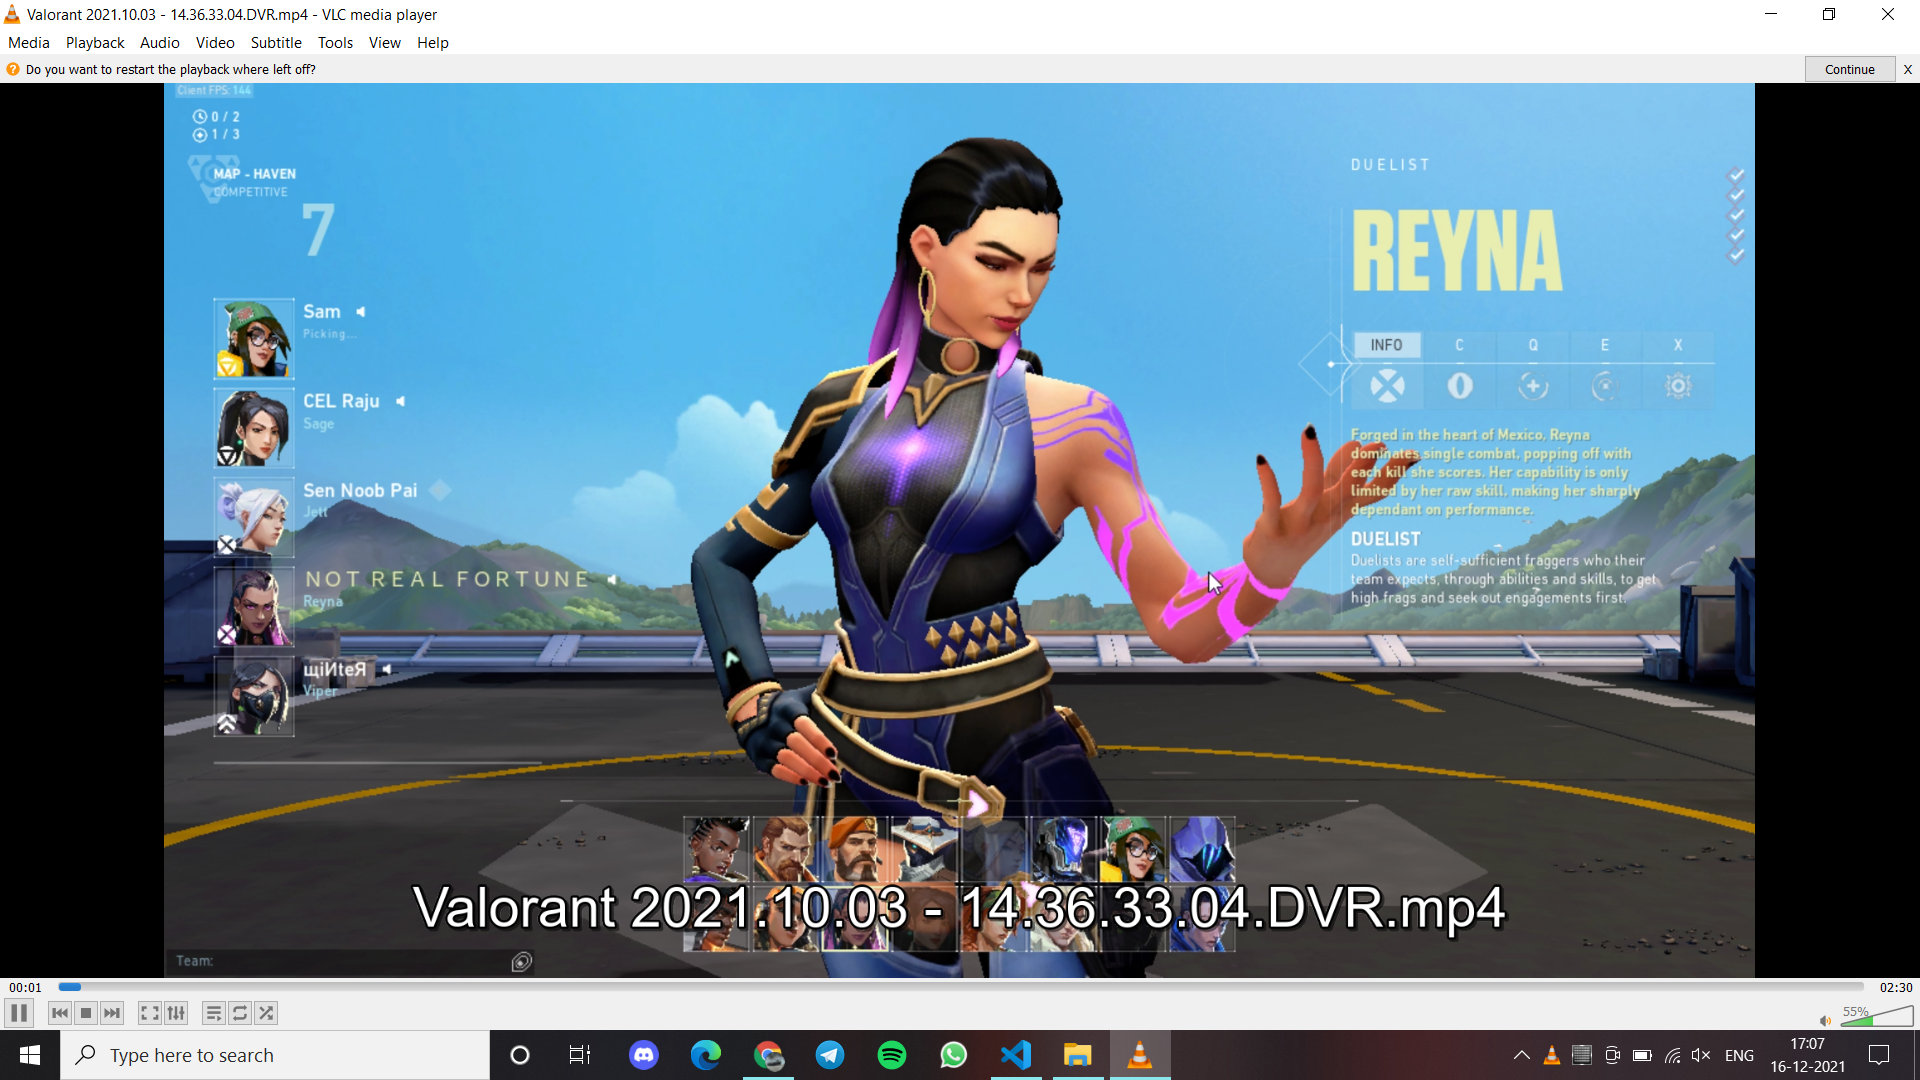 Valorant 2021.10.03 - 14.36.33.04.DVR.mp4 - VLC media player
Media Playback Audio Video Subtitle Tools View Help
Do you want to restart the playback where left off?
Continue X
Client FPS: 144
0 / 2
1 / 3
MAP - HAVEN
COMPETITIVE
7
Sam
Picking...
CEL Raju
Sage
Sen Noob Pai
Jett
NOT REAL FORTUNE
Reyna
щiИteЯ
Viper
DUELIST
REYNA
INFO C Q E X
Forged in the heart of Mexico, Reyna
dominates single combat, popping off with
each kill she scores. Her capability is only
limited by her raw skill, making her sharply
dependant on performance.
DUELIST
Duelists are self-sufficient fraggers who their
team expects, through abilities and skills, to get
high frags and seek out engagements first.
Valorant 2021.10.03 - 14.36.33.04.DVR.mp4
Team:
00:01
02:30
55%
Type here to search
ENG
17:07
16-12-2021